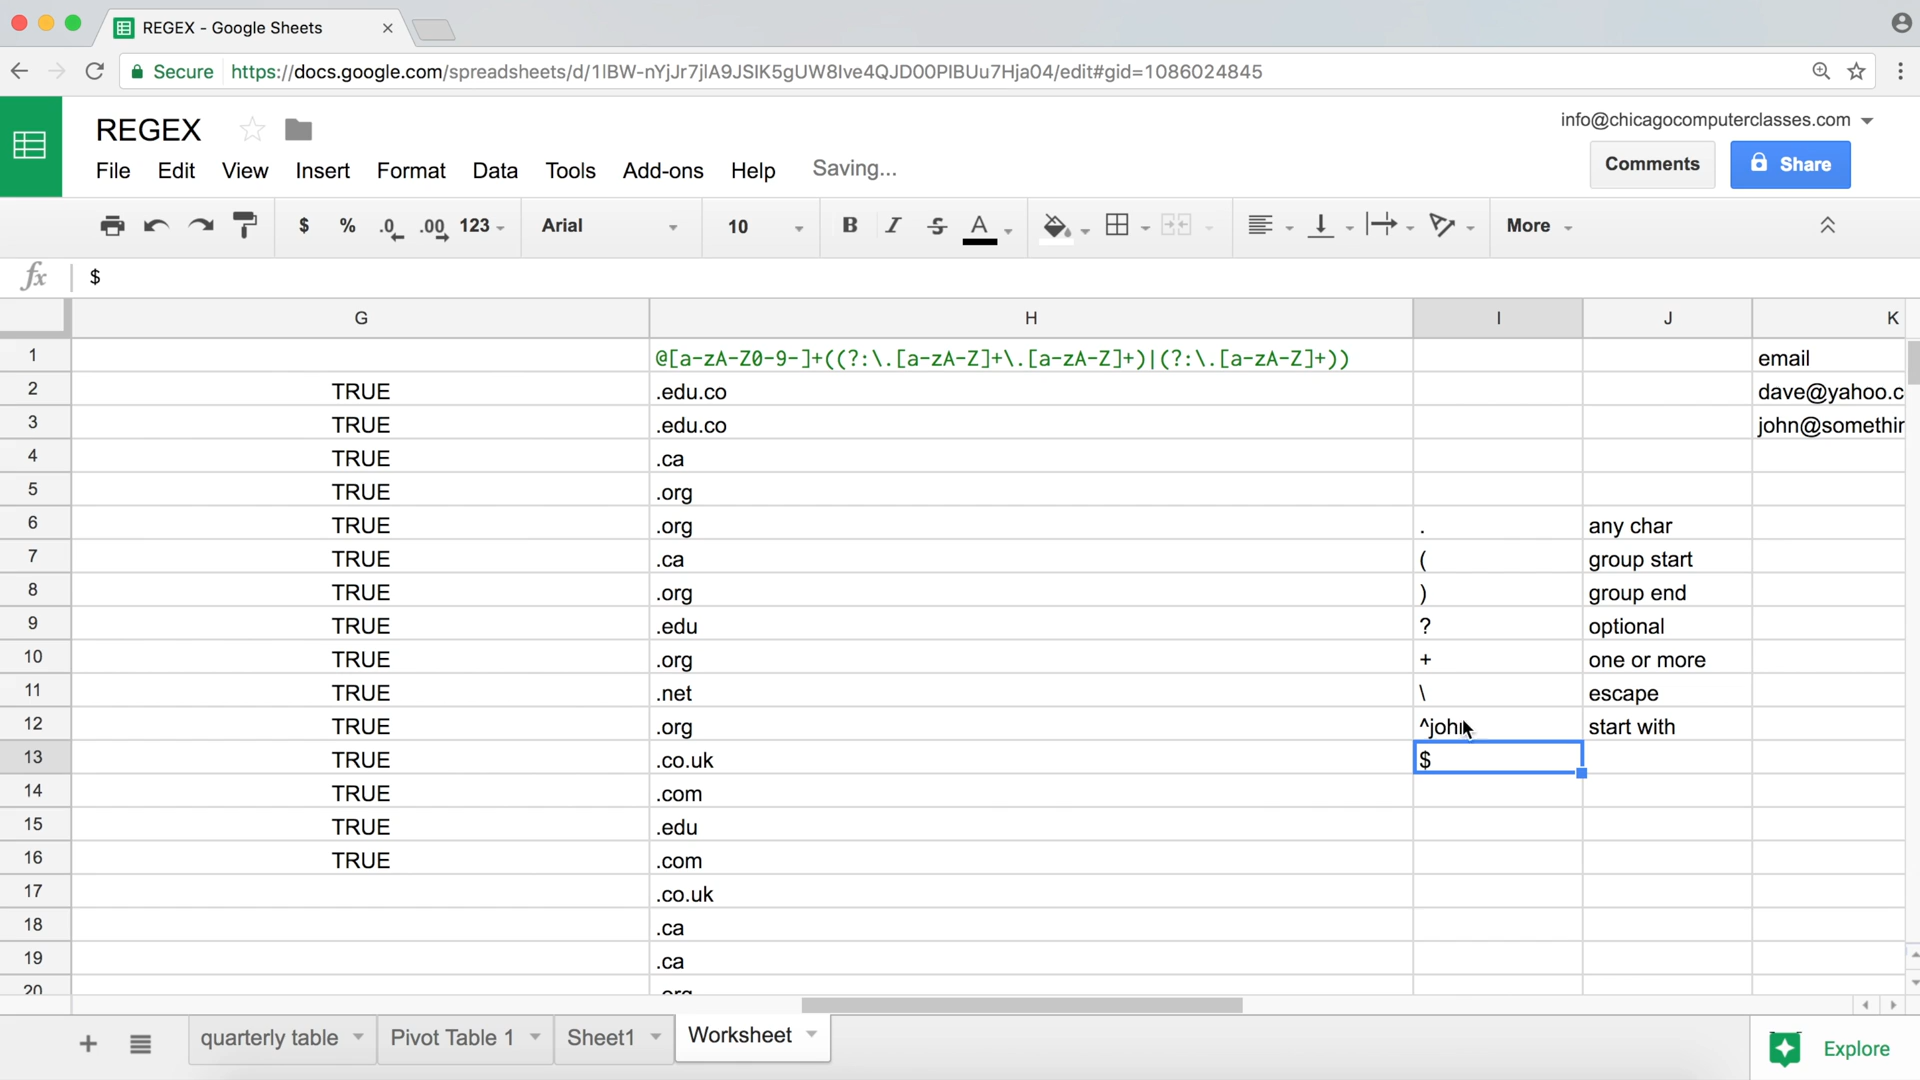 REGEX - Google Sheets
Secure https://docs.google.com/spreadsheets/d/1IBW-nYjJr7jlA9JSIK5gUW8Ive4QJD00PIBUu7Hja04/edit#gid=1086024845
REGEX
info@chicagocomputerclasses.com
File Edit View Insert Format Data Tools Add-ons Help Saving...
Comments Share
$ % .0 .00 123 Arial 10 B I S A More
fx $
G H I J K
1 @[a-zA-Z0-9-]+((?:\.[a-zA-Z]+\.[a-zA-Z]+)|(?:\.[a-zA-Z]+)) email
2 TRUE .edu.co dave@yahoo.c
3 TRUE .edu.co john@somethin
4 TRUE .ca
5 TRUE .org
6 TRUE .org . any char
7 TRUE .ca ( group start
8 TRUE .org ) group end
9 TRUE .edu ? optional
10 TRUE .org + one or more
11 TRUE .net \ escape
12 TRUE .org ^john start with
13 TRUE .co.uk $
14 TRUE .com
15 TRUE .edu
16 TRUE .com
17 .co.uk
18 .ca
19 .ca
20 .org
quarterly table Pivot Table 1 Sheet1 Worksheet Explore